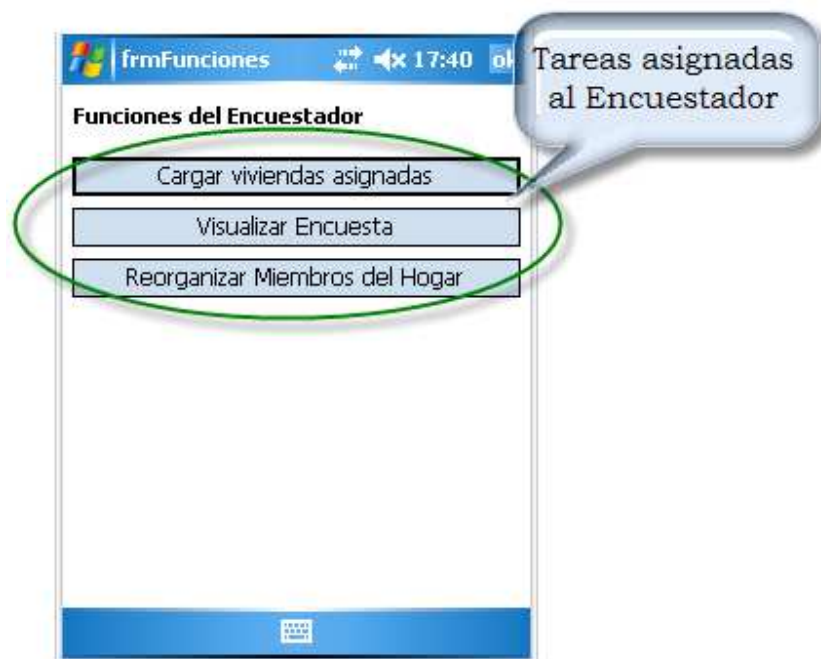 frmFunciones 17:40 ok
Tareas asignadas
al Encuestador
Funciones del Encuestador
Cargar viviendas asignadas
Visualizar Encuesta
Reorganizar Miembros del Hogar